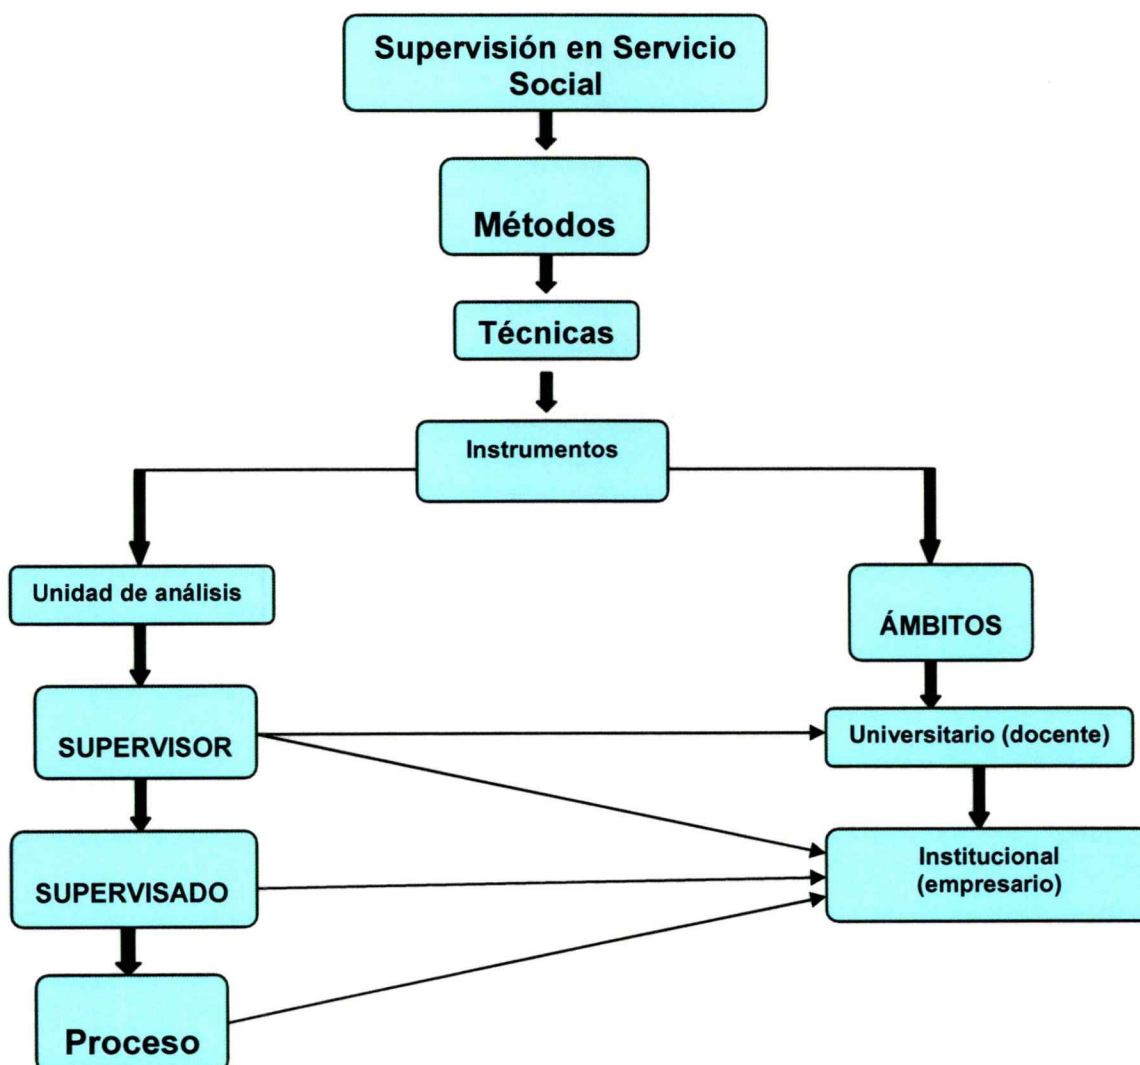 Supervisión en Servicio
Social
Métodos
Técnicas
Instrumentos
Unidad de análisis
ÁMBITOS
SUPERVISOR
Universitario (docente)
SUPERVISADO
Institucional
(empresario)
Proceso